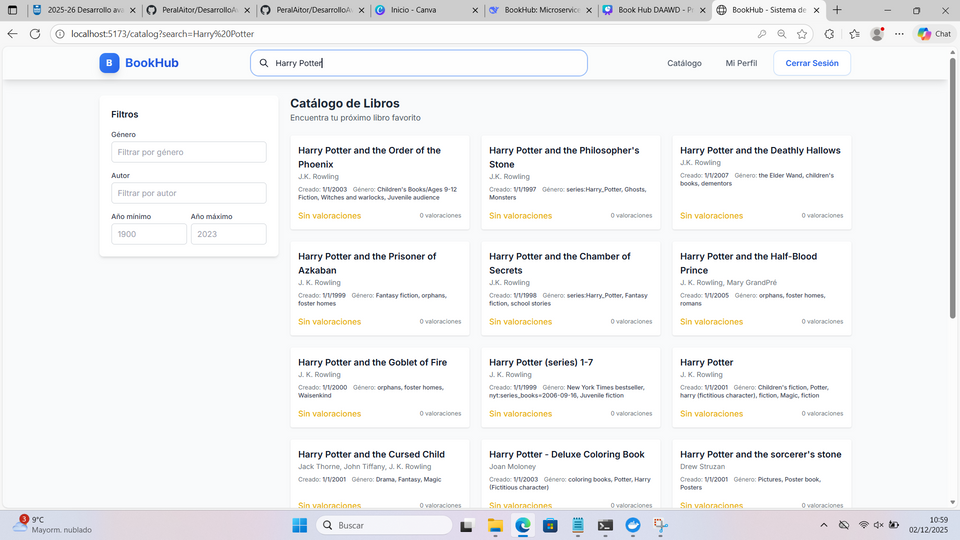 2025-26 Desarrollo ave
PeralAitor/DesarrolloAs
PeralAitor/DesarrolloAs
Inicio - Canva
BookHub: Microservic
Book Hub DAAWD - P
BookHub - Sistema de
localhost:5173/catalog?search=Harry%20Potter
Chat
B BookHub
Harry Potter
Catálogo
Mi Perfil
Cerrar Sesión
Filtros
Género
Filtrar por género
Autor
Filtrar por autor
Año mínimo
Año máximo
1900
2023
Catálogo de Libros
Encuentra tu próximo libro favorito
Harry Potter and the Order of the
Phoenix
J.K. Rowling
Creado: 1/1/2003 Género: Children's Books/Ages 9-12
Fiction, Witches and warlocks, Juvenile audience
Sin valoraciones
0 valoraciones
Harry Potter and the Philosopher's
Stone
J.K. Rowling
Creado: 1/1/1997 Género: series:Harry_Potter, Ghosts,
Monsters
Sin valoraciones
0 valoraciones
Harry Potter and the Deathly Hallows
J.K. Rowling
Creado: 1/1/2007 Género: the Elder Wand, children's
books, dementors
Sin valoraciones
0 valoraciones
Harry Potter and the Prisoner of
Azkaban
J. K. Rowling
Creado: 1/1/1999 Género: Fantasy fiction, orphans,
foster homes
Sin valoraciones
0 valoraciones
Harry Potter and the Chamber of
Secrets
J.K. Rowling
Creado: 1/1/1998 Género: series:Harry_Potter, Fantasy
fiction, school stories
Sin valoraciones
0 valoraciones
Harry Potter and the Half-Blood
Prince
J. K. Rowling, Mary GrandPré
Creado: 1/1/2005 Género: orphans, foster homes,
romans
Sin valoraciones
0 valoraciones
Harry Potter and the Goblet of Fire
J. K. Rowling
Creado: 1/1/2000 Género: orphans, foster homes,
Waisenkind
Sin valoraciones
0 valoraciones
Harry Potter (series) 1-7
J. K. Rowling
Creado: 1/1/1999 Género: New York Times bestseller,
nyt:series_books=2006-09-16, Juvenile fiction
Sin valoraciones
0 valoraciones
Harry Potter
J. K. Rowling
Creado: 1/1/2001 Género: Children's fiction, Potter,
harry (fictitious character), fiction, Magic, fiction
Sin valoraciones
0 valoraciones
Harry Potter and the Cursed Child
Jack Thorne, John Tiffany, J. K. Rowling
Creado: 1/1/2001 Género: Drama, Fantasy, Magic
Sin valoraciones
0 valoraciones
Harry Potter - Deluxe Coloring Book
Joan Moloney
Creado: 1/1/2003 Género: coloring books, Potter, Harry
(Fictitious character)
Sin valoraciones
0 valoraciones
Harry Potter and the sorcerer's stone
Drew Struzan
Creado: 1/1/2001 Género: Pictures, Poster book,
Posters
Sin valoraciones
0 valoraciones
3
9°C
Mayorm. nublado
Buscar
10:59
02/12/2025